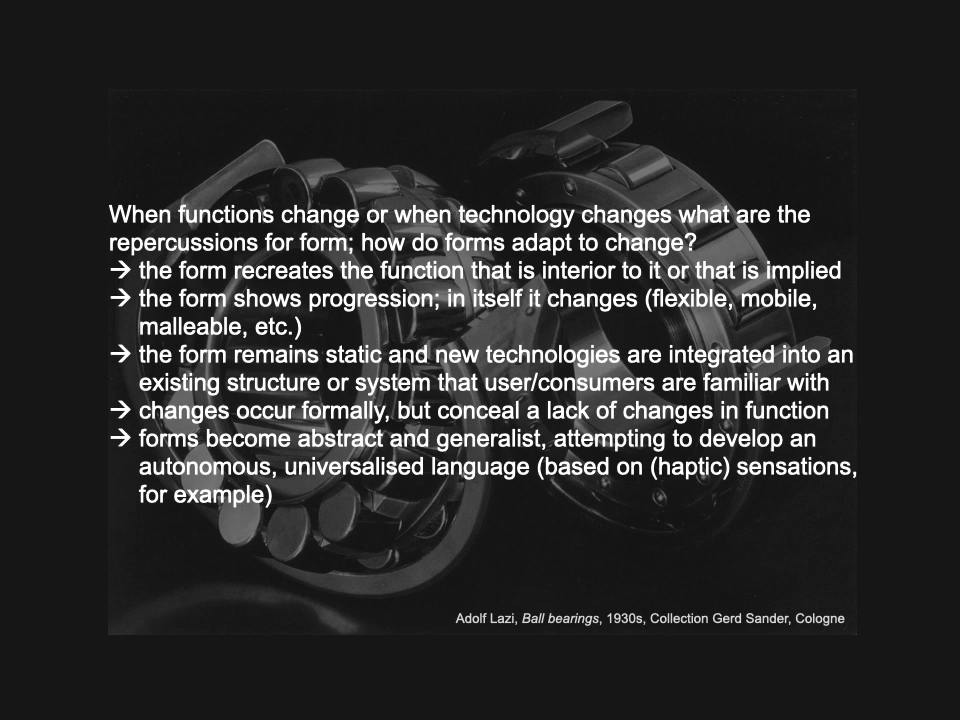 When functions change or when technology changes what are the
repercussions for form; how do forms adapt to change?
→ the form recreates the function that is interior to it or that is implied
→ the form shows progression; in itself it changes (flexible, mobile,
malleable, etc.)
→ the form remains static and new technologies are integrated into an
existing structure or system that user/consumers are familiar with
→ changes occur formally, but conceal a lack of changes in function
→ forms become abstract and generalist, attempting to develop an
autonomous, universalised language (based on (haptic) sensations,
for example)
Adolf Lazi, Ball bearings, 1930s, Collection Gerd Sander, Cologne